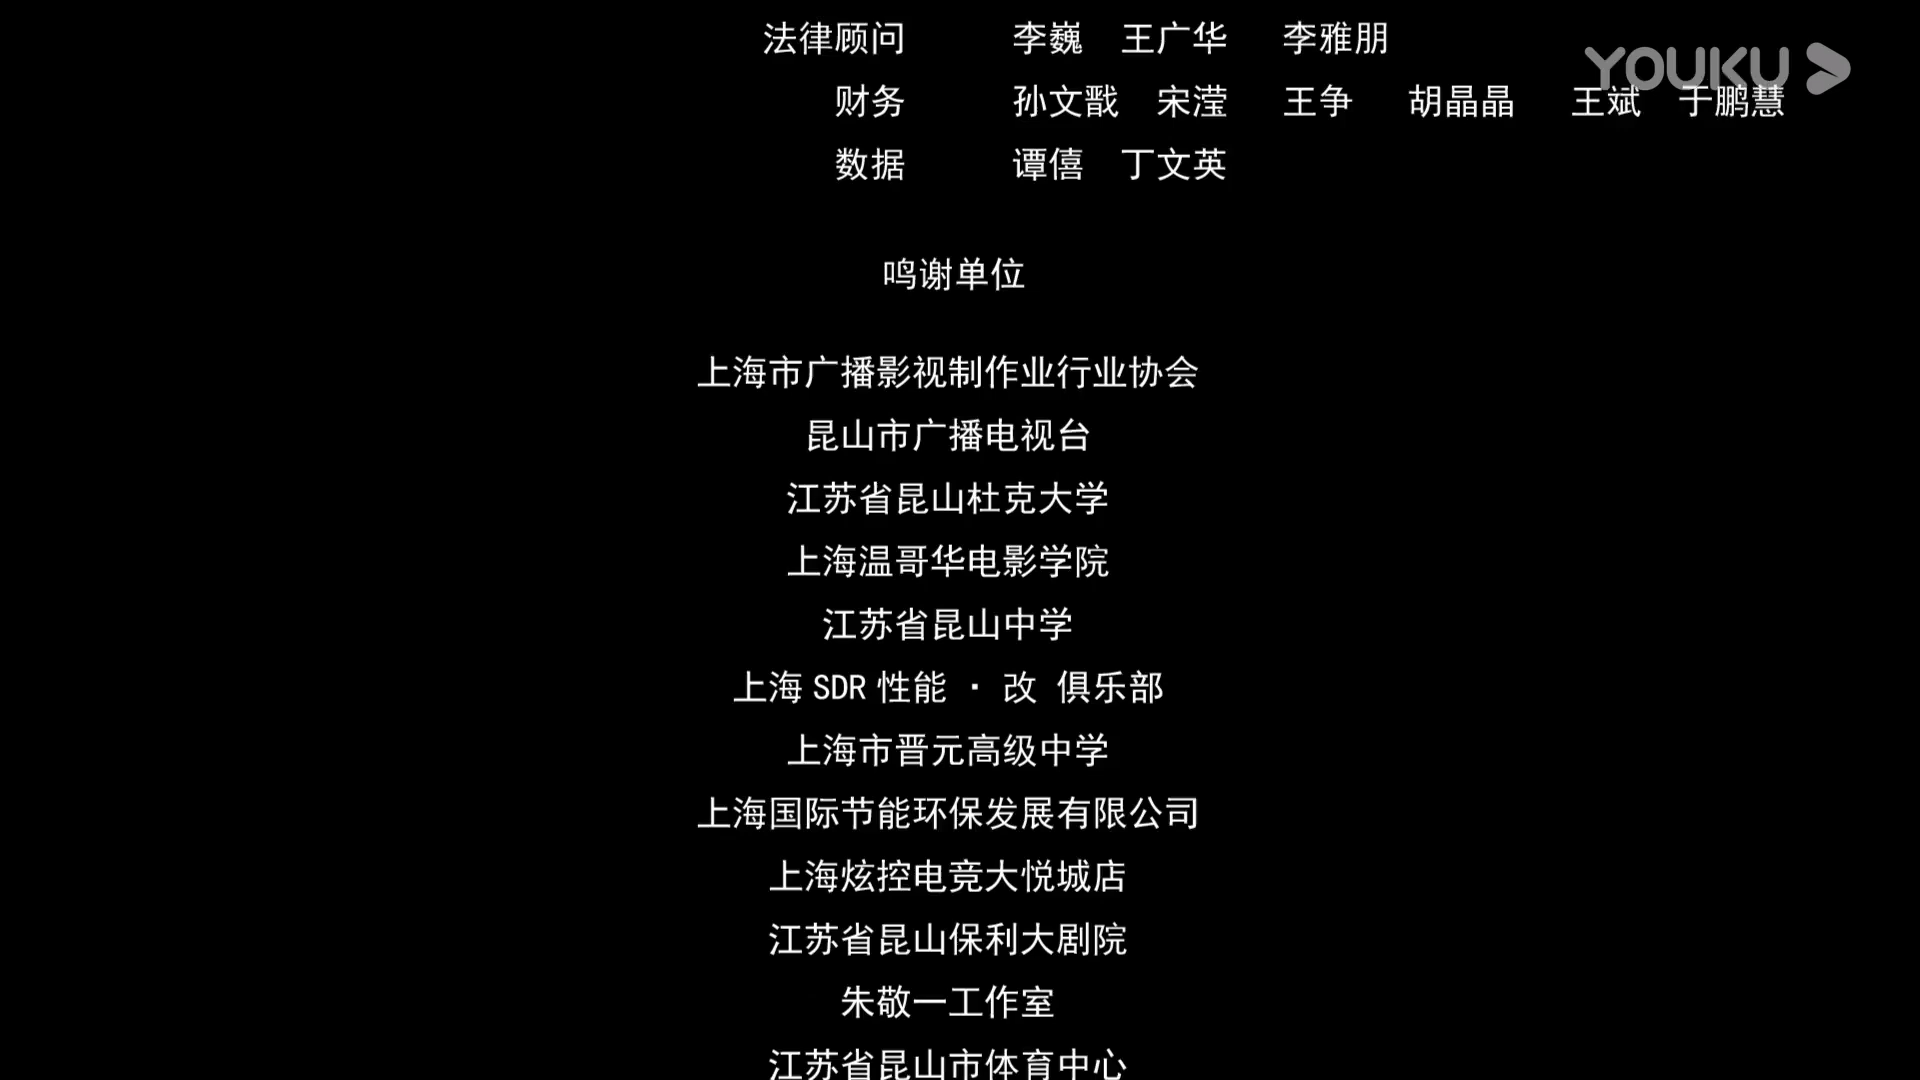 法律顾问 李巍 王广华 李雅朋
YOUKU
财务 孙文戬 宋滢 王争 胡晶晶 王斌 于鹏慧
数据 谭僖 丁文英
鸣谢单位
上海市广播影视制作业行业协会
昆山市广播电视台
江苏省昆山杜克大学
上海温哥华电影学院
江苏省昆山中学
上海 SDR 性能 · 改 俱乐部
上海市晋元高级中学
上海国际节能环保发展有限公司
上海炫控电竞大悦城店
江苏省昆山保利大剧院
朱敬一工作室
江苏省昆山市体育中心